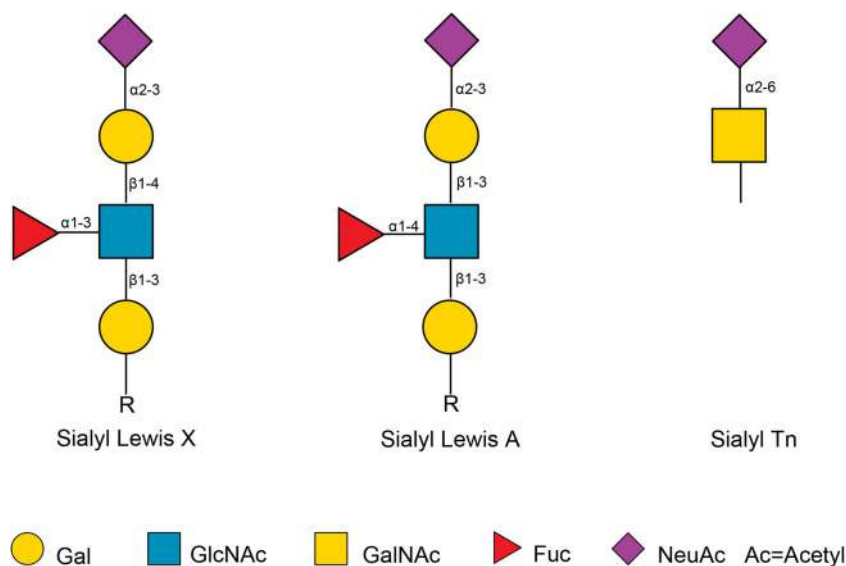 α2-3
α2-3
α2-6
β1-4
β1-3
α1-3
α1-4
β1-3
β1-3
R
R
Sialyl Lewis X
Sialyl Lewis A
Sialyl Tn
Gal
GlcNAc
GalNAc
Fuc
NeuAc
Ac=Acetyl